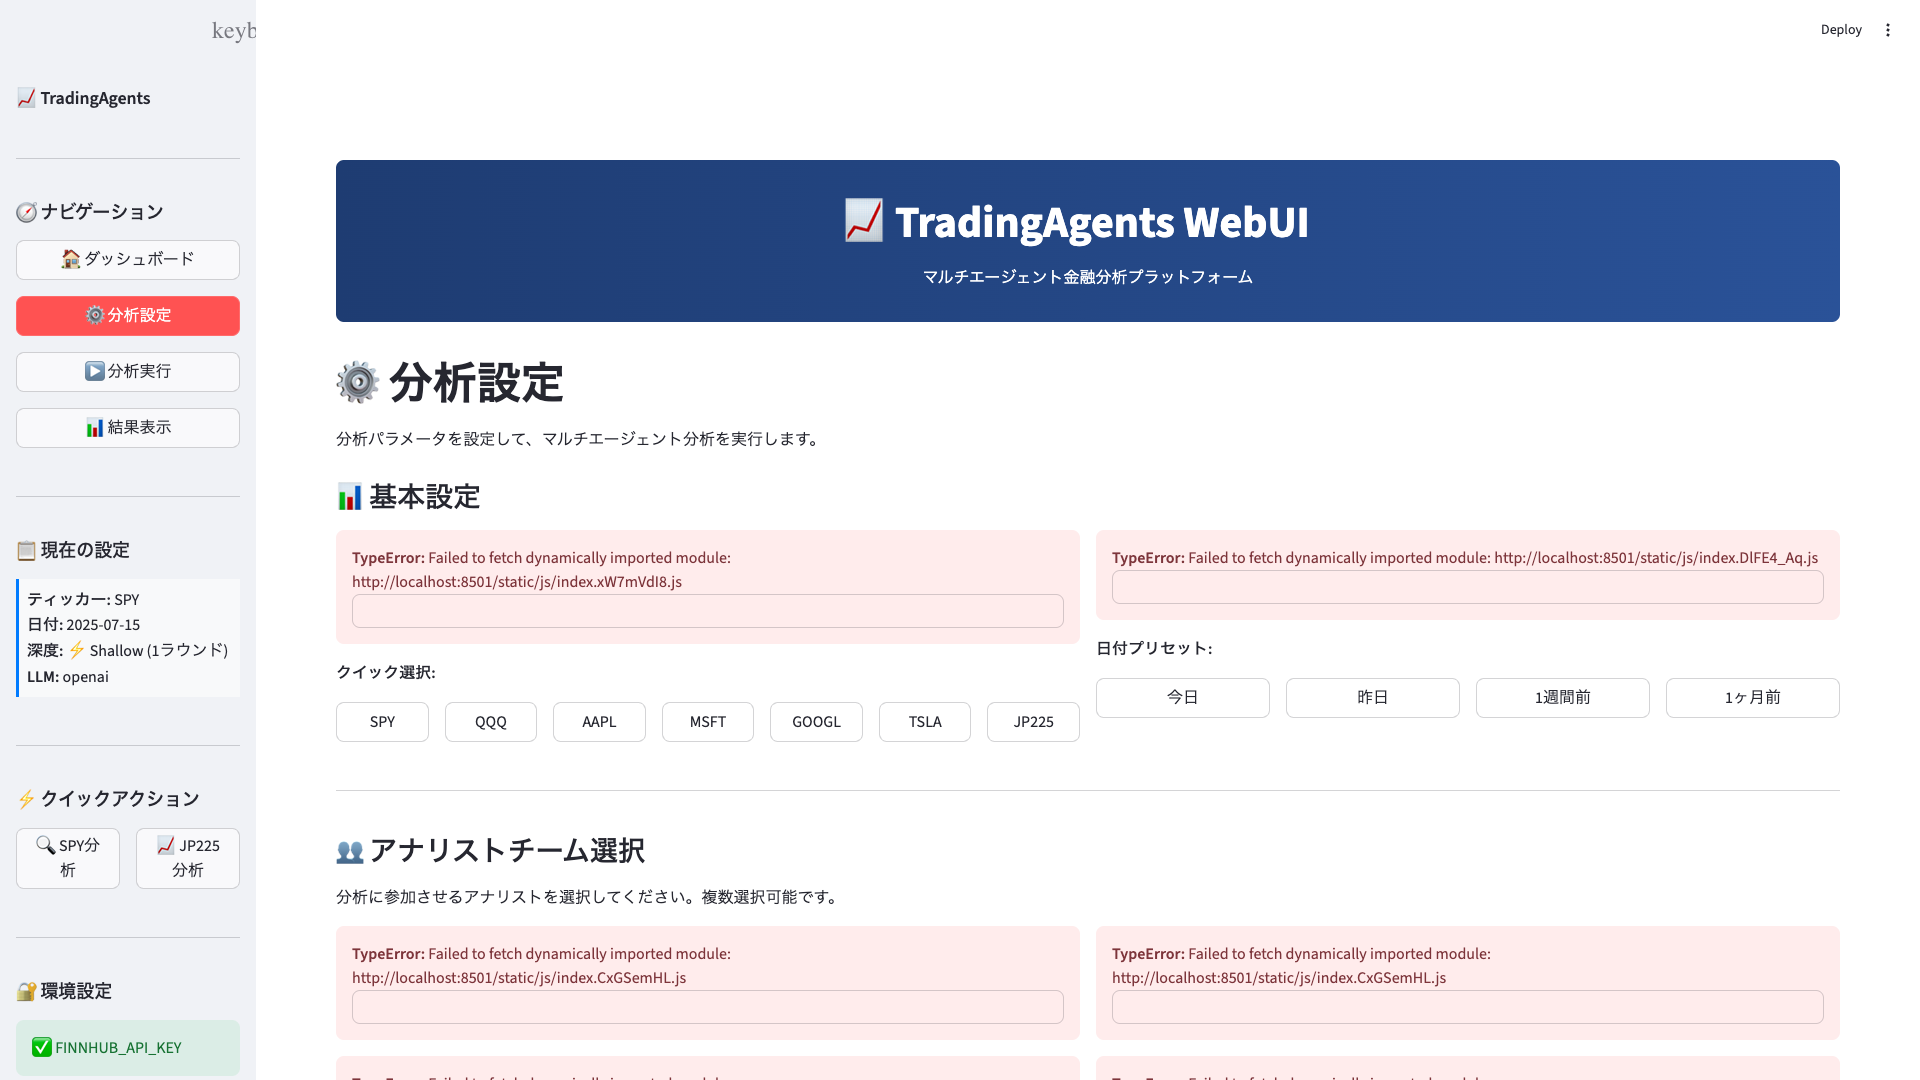 keyb
Deploy
📈 TradingAgents
🧭 ナビゲーション
🏠 ダッシュボード
⚙️ 分析設定
▶️ 分析実行
📊 結果表示
📋 現在の設定
ティッカー: SPY
日付: 2025-07-15
深度: ⚡ Shallow (1ラウンド)
LLM: openai
⚡ クイックアクション
🔍 SPY分
析
📈 JP225
分析
🔐 環境設定
✅ FINNHUB_API_KEY
📈 TradingAgents WebUI
マルチエージェント金融分析プラットフォーム
⚙️ 分析設定
分析パラメータを設定して、マルチエージェント分析を実行します。
📊 基本設定
TypeError: Failed to fetch dynamically imported module:
http://localhost:8501/static/js/index.xW7mVdI8.js
クイック選択:
SPY
QQQ
AAPL
MSFT
GOOGL
TSLA
JP225
TypeError: Failed to fetch dynamically imported module: http://localhost:8501/static/js/index.DlFE4_Aq.js
日付プリセット:
今日
昨日
1週間前
1ヶ月前
👥 アナリストチーム選択
分析に参加させるアナリストを選択してください。複数選択可能です。
TypeError: Failed to fetch dynamically imported module:
http://localhost:8501/static/js/index.CxGSemHL.js
TypeError: Failed to fetch dynamically imported module:
http://localhost:8501/static/js/index.CxGSemHL.js